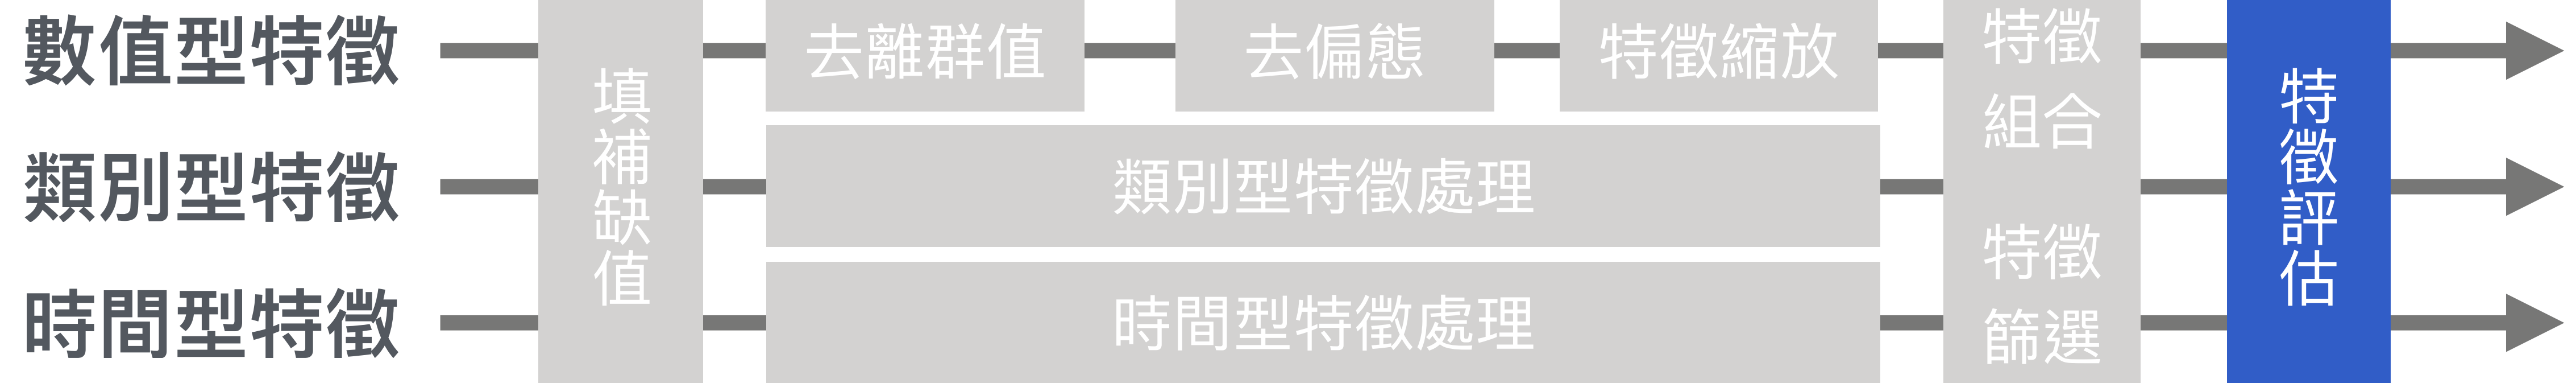 數值型特徵
類別型特徵
時間型特徵
填補缺值
去離群值
去偏態
特徵縮放
類別型特徵處理
時間型特徵處理
特徵
組合
特徵
篩選
特徵評估